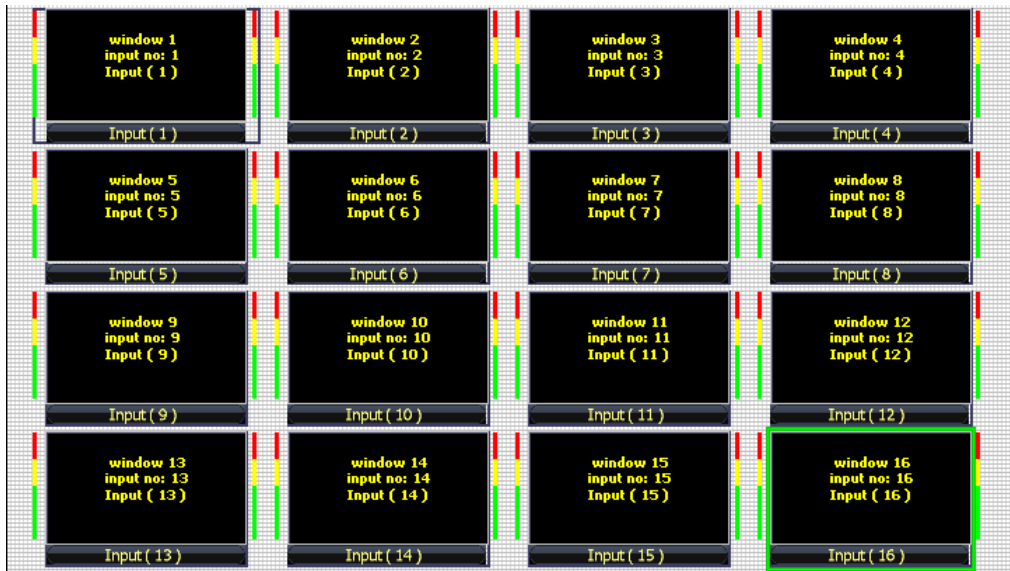 window 1
input no: 1
Input ( 1 )
Input ( 1 )
window 2
input no: 2
Input ( 2 )
Input ( 2 )
window 3
input no: 3
Input ( 3 )
Input ( 3 )
window 4
input no: 4
Input ( 4 )
Input ( 4 )
window 5
input no: 5
Input ( 5 )
Input ( 5 )
window 6
input no: 6
Input ( 6 )
Input ( 6 )
window 7
input no: 7
Input ( 7 )
Input ( 7 )
window 8
input no: 8
Input ( 8 )
Input ( 8 )
window 9
input no: 9
Input ( 9 )
Input ( 9 )
window 10
input no: 10
Input ( 10 )
Input ( 10 )
window 11
input no: 11
Input ( 11 )
Input ( 11 )
window 12
input no: 12
Input ( 12 )
Input ( 12 )
window 13
input no: 13
Input ( 13 )
Input ( 13 )
window 14
input no: 14
Input ( 14 )
Input ( 14 )
window 15
input no: 15
Input ( 15 )
Input ( 15 )
window 16
input no: 16
Input ( 16 )
Input ( 16 )